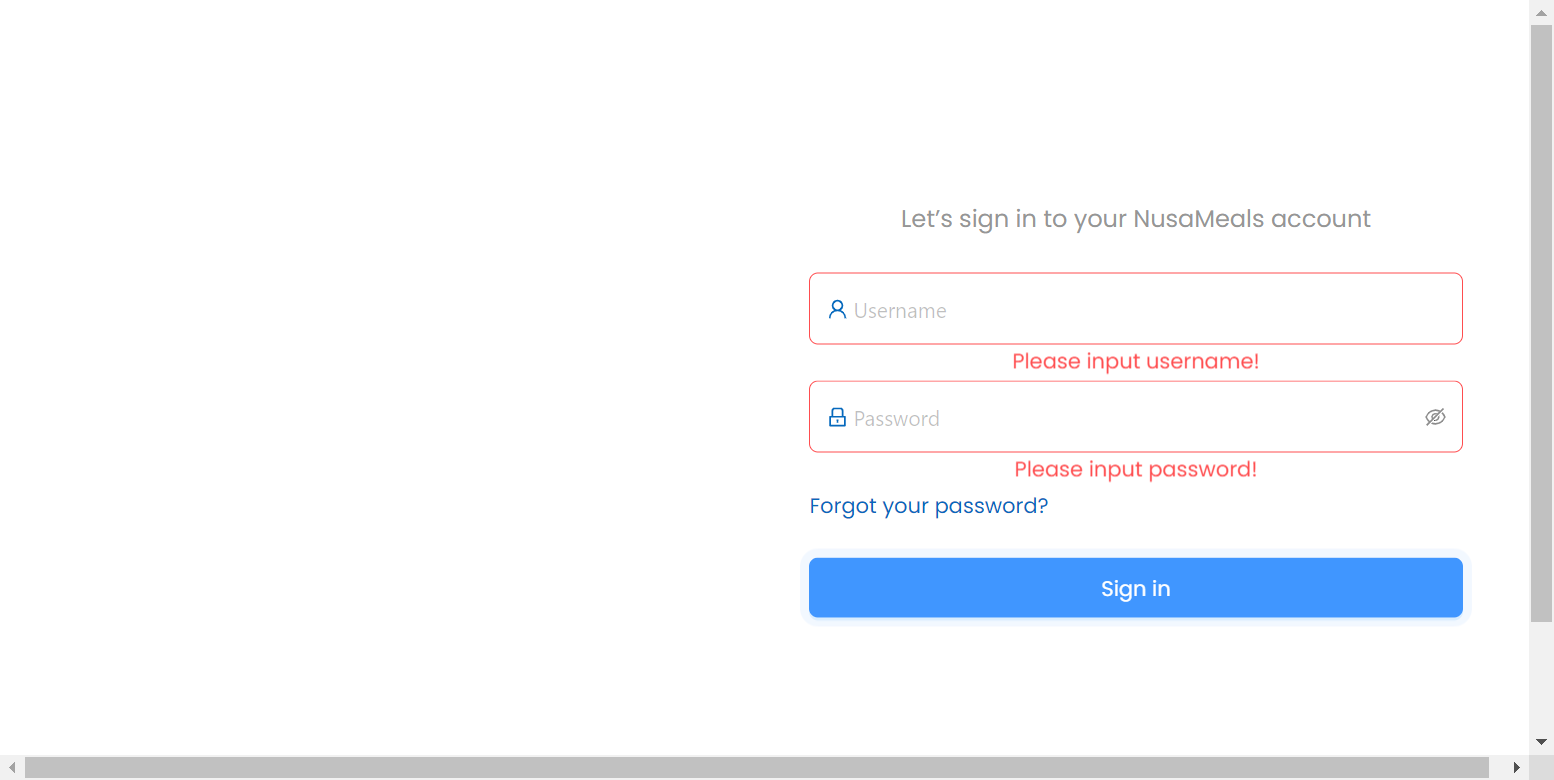 Let’s sign in to your NusaMeals account
Username
Please input username!
Password
Please input password!
Forgot your password?
Sign in